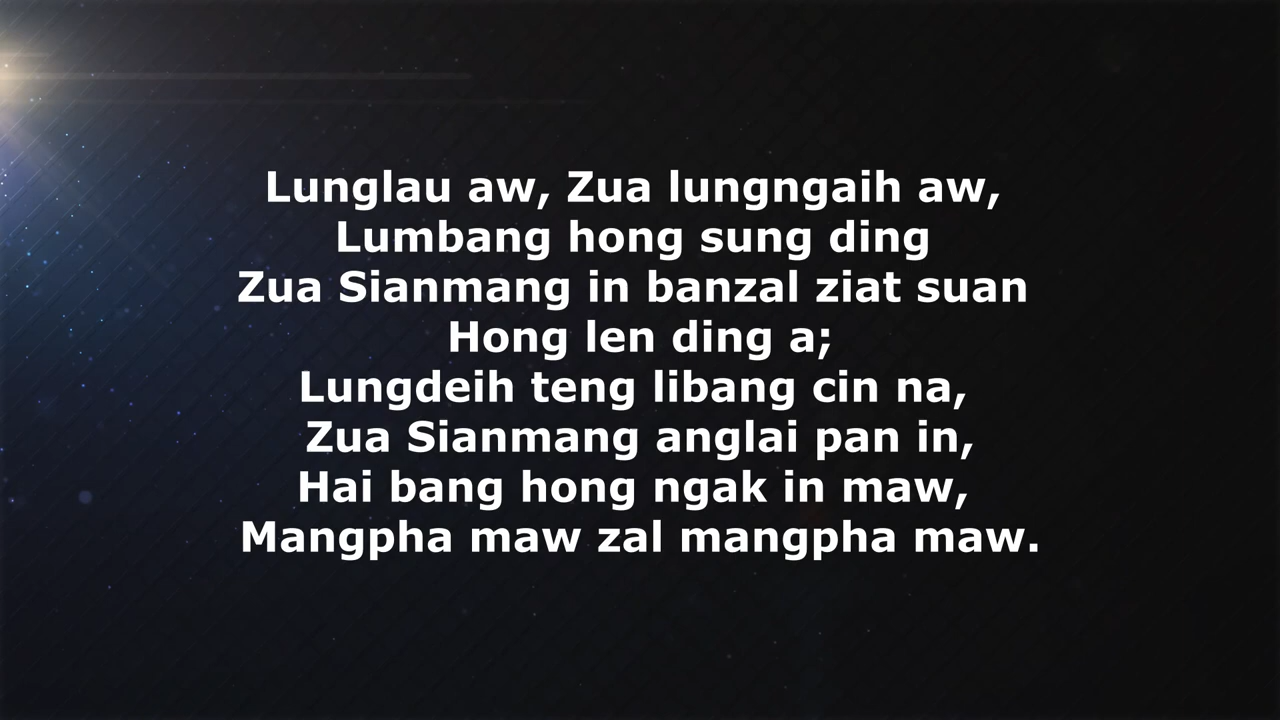 Lunglau aw, Zua lungngaih aw,
Lumbang hong sung ding
Zua Sianmang in banzal ziat suan
Hong len ding a;
Lungdeih teng libang cin na,
Zua Sianmang anglai pan in,
Hai bang hong ngak in maw,
Mangpha maw zal mangpha maw.